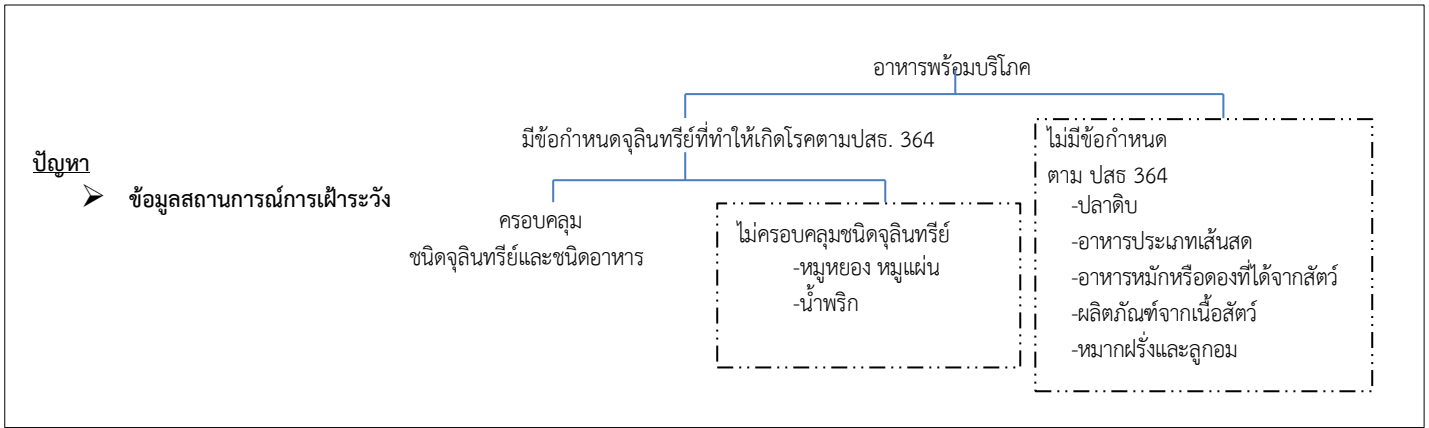 อาหารพร้อมบริโภค
มีข้อกำหนดจุลินทรีย์ที่ทำให้เกิดโรคตามปสธ. 364
ไม่มีข้อกำหนด
ตาม ปสธ 364
-ปลาดิบ
-อาหารประเภทเส้นสด
-อาหารหมักหรือดองที่ได้จากสัตว์
-ผลิตภัณฑ์จากเนื้อสัตว์
-หมากฝรั่งและลูกอม
ปัญหา
➢ ข้อมูลสถานการณ์การเฝ้าระวัง
ครอบคลุม
ชนิดจุลินทรีย์และชนิดอาหาร
ไม่ครอบคลุมชนิดจุลินทรีย์
-หมูหยอง หมูแผ่น
-น้ำพริก